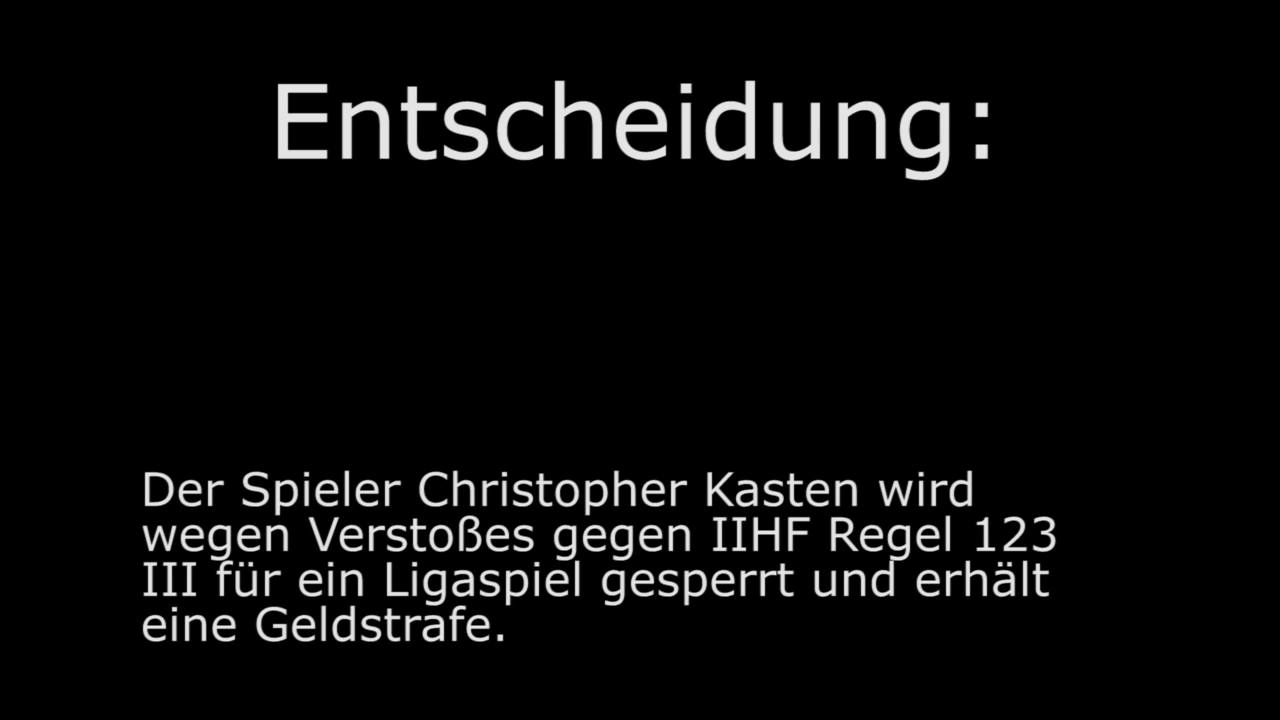 Entscheidung:
Der Spieler Christopher Kasten wird
wegen Verstoßes gegen IIHF Regel 123
III für ein Ligaspiel gesperrt und erhält
eine Geldstrafe.